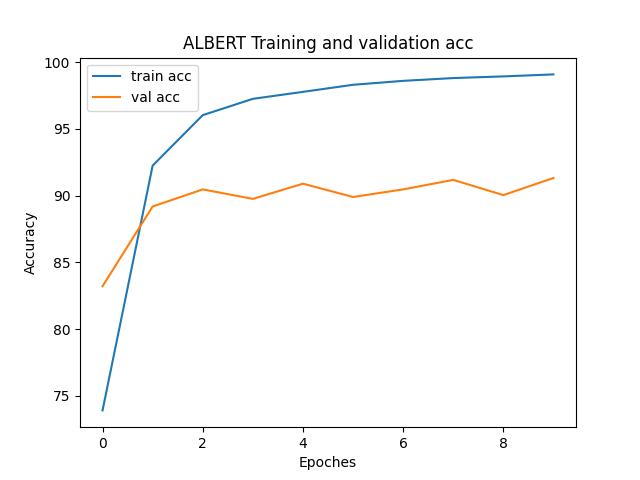 ALBERT Training and validation acc
train acc
val acc
100
95
90
85
80
75
Accuracy
0 2 4 6 8
Epoches